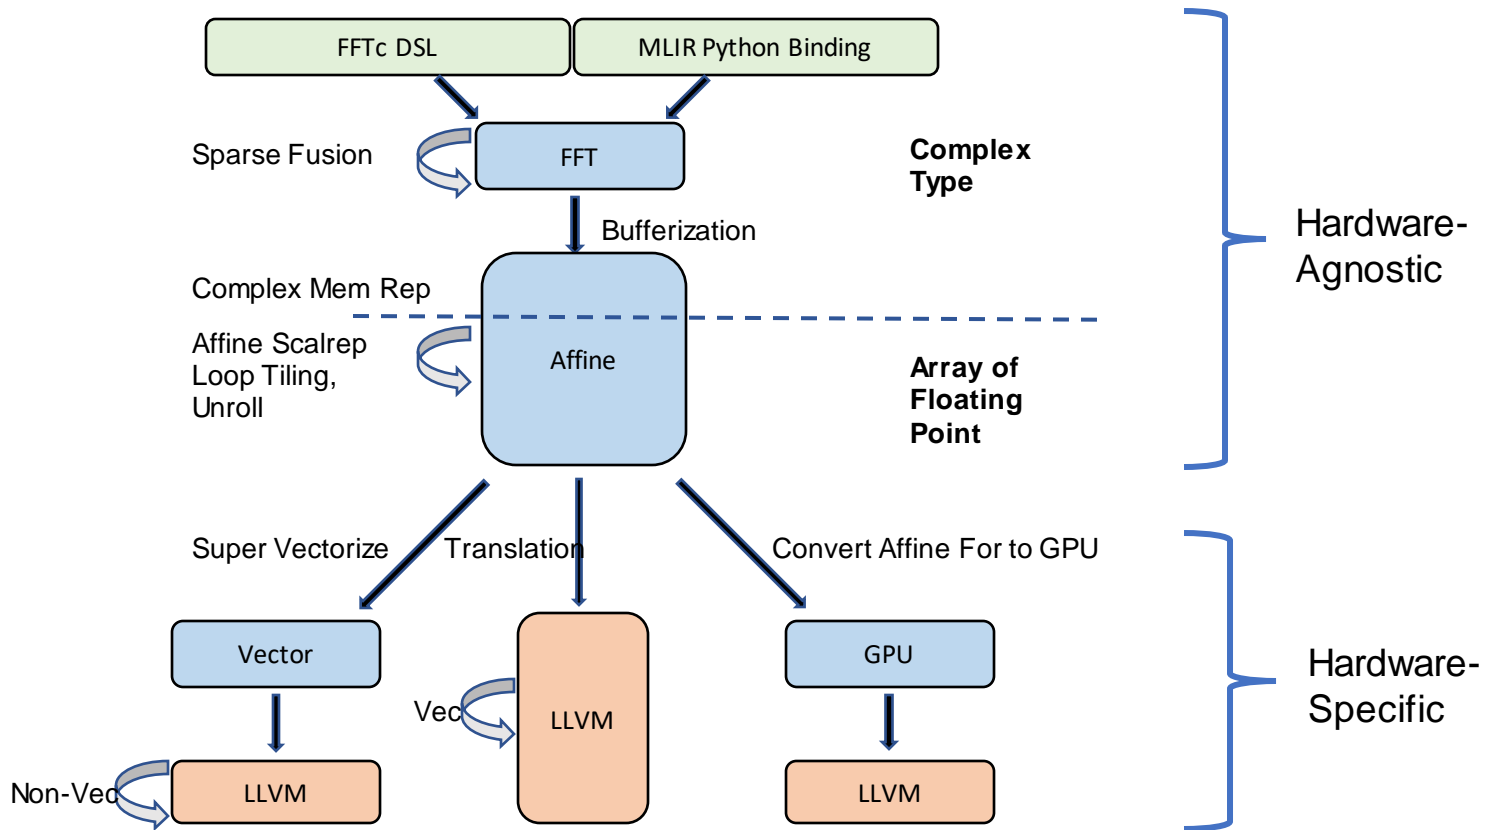 FFTc DSL
MLIR Python Binding
Sparse Fusion
FFT
Complex
Type
Bufferization
Hardware-
Agnostic
Complex Mem Rep
Affine Scalrep
Loop Tiling,
Unroll
Affine
Array of
Floating
Point
Super Vectorize
Translation
Convert Affine For to GPU
Vector
GPU
Hardware-
Specific
Vec
LLVM
Non-Vec
LLVM
LLVM